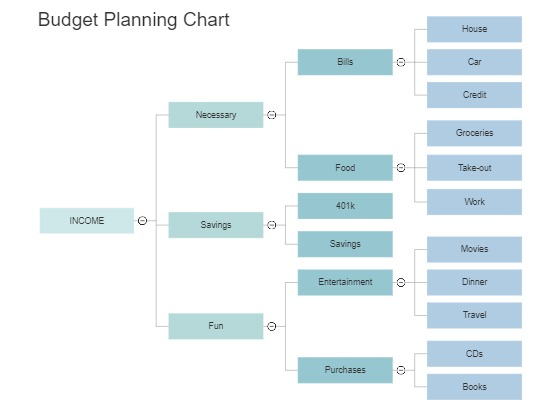 Budget Planning Chart
INCOME
Necessary
Bills
House
Car
Credit
Food
Groceries
Take-out
Work
Savings
401k
Savings
Fun
Entertainment
Movies
Dinner
Travel
Purchases
CDs
Books